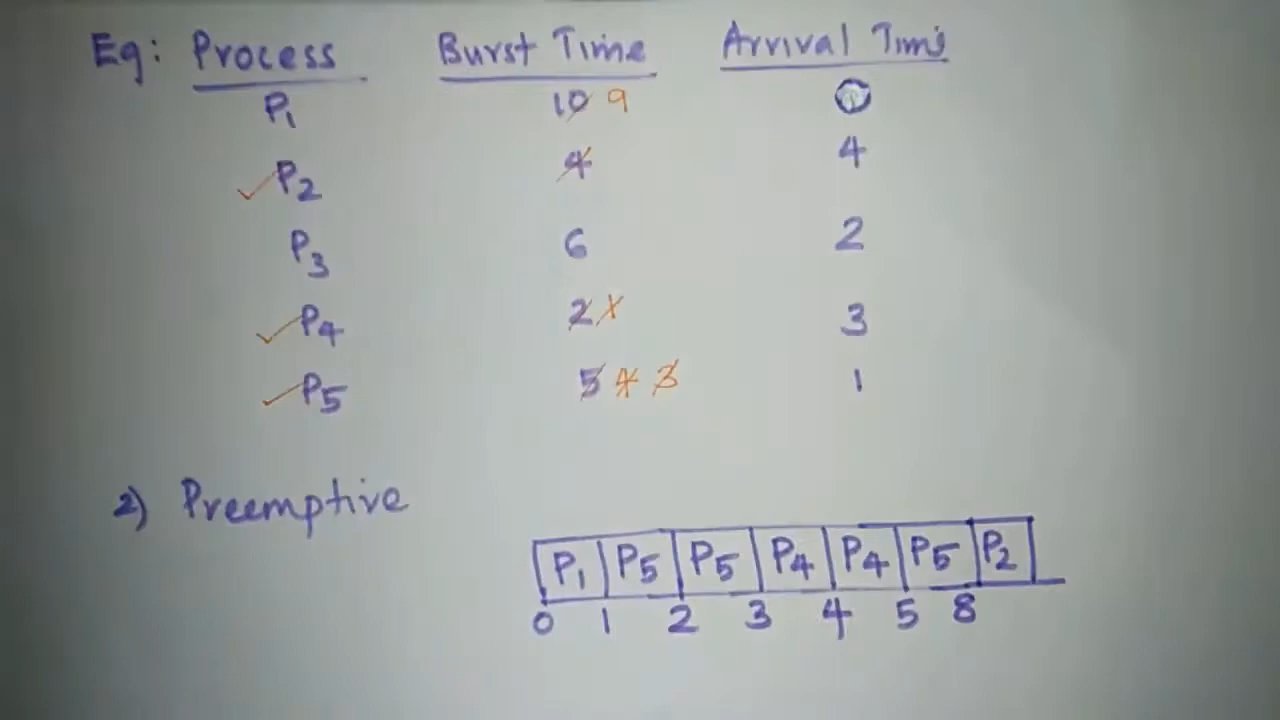 Eg: Process Burst Time Arrival Time
P1 10 9 0
✓P2 4 4
P3 6 2
✓P4 2 1 3
✓P5 5 4 3 1
2) Preemptive
P1 P5 P5 P4 P4 P5 P2
0 1 2 3 4 5 8